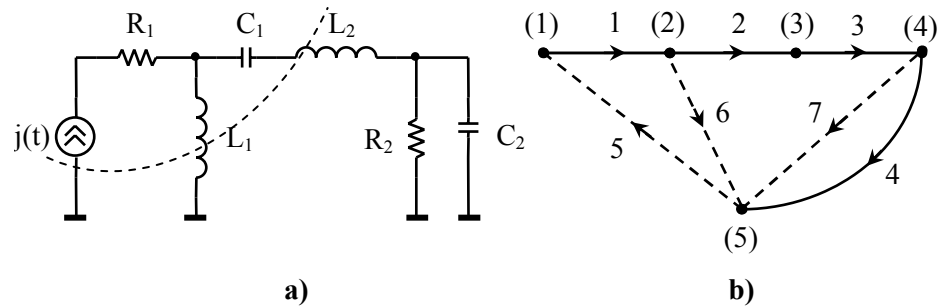 R₁ C₁ L₂
j(t) L₁ R₂ C₂
a)
(1) 1 (2) 2 (3) 3 (4)
5 6 7 4
(5)
b)